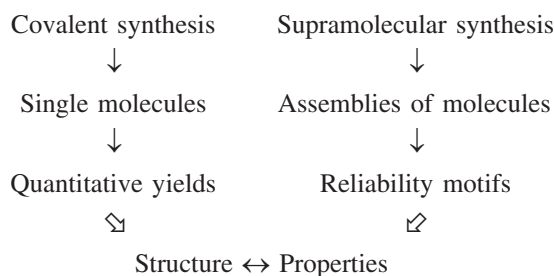 Covalent synthesis Supramolecular synthesis
↓ ↓
Single molecules Assemblies of molecules
↓ ↓
Quantitative yields Reliability motifs
Structure ↔ Properties